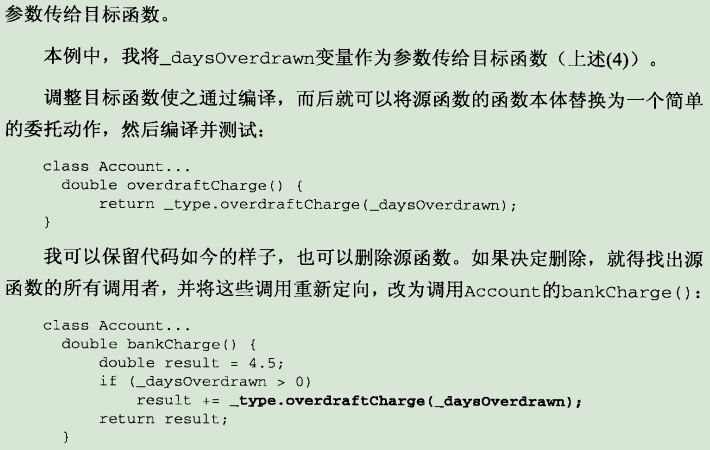 参数传给目标函数。
本例中，我将_daysOverdrawn变量作为参数传给目标函数（上述(4)）。
调整目标函数使之通过编译，而后就可以将源函数的函数本体替换为一个简单
的委托动作，然后编译并测试：
class Account...
double overdraftCharge() {
return _type.overdraftCharge(_daysOverdrawn);
}
我可以保留代码如今的样子，也可以删除源函数。如果决定删除，就得找出源
函数的所有调用者，并将这些调用重新定向，改为调用Account的bankCharge()：
class Account...
double bankCharge() {
double result = 4.5;
if (_daysOverdrawn > 0)
result += _type.overdraftCharge(_daysOverdrawn);
return result;
}